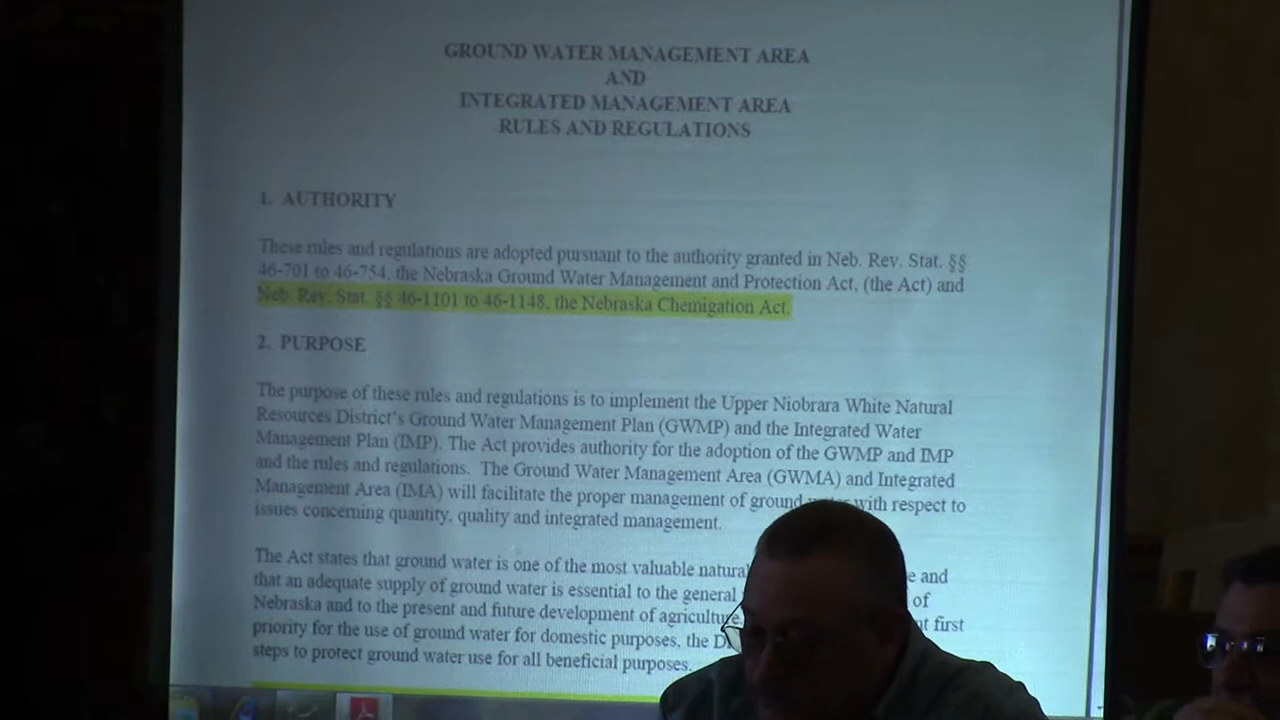 GROUND WATER MANAGEMENT AREA
AND
INTEGRATED MANAGEMENT AREA
RULES AND REGULATIONS
1. AUTHORITY
These rules and regulations are adopted pursuant to the authority granted in Neb. Rev. Stat. §§
46-701 to 46-754, the Nebraska Ground Water Management and Protection Act, (the Act) and
Neb. Rev. Stat. §§ 46-1101 to 46-1148, the Nebraska Chemigation Act.
2. PURPOSE
The purpose of these rules and regulations is to implement the Upper Niobrara White Natural
Resources District's Ground Water Management Plan (GWMP) and the Integrated Water
Management Plan (IMP). The Act provides authority for the adoption of the GWMP and IMP
and the rules and regulations. The Ground Water Management Area (GWMA) and Integrated
Management Area (IMA) will facilitate the proper management of ground with respect to
issues concerning quantity, quality and integrated management.
The Act states that ground water is one of the most valuable natural and
that an adequate supply of ground water is essential to the general of
Nebraska and to the present and future development of agriculture. first
priority for the use of ground water for domestic purposes, the
steps to protect ground water use for all beneficial purposes.